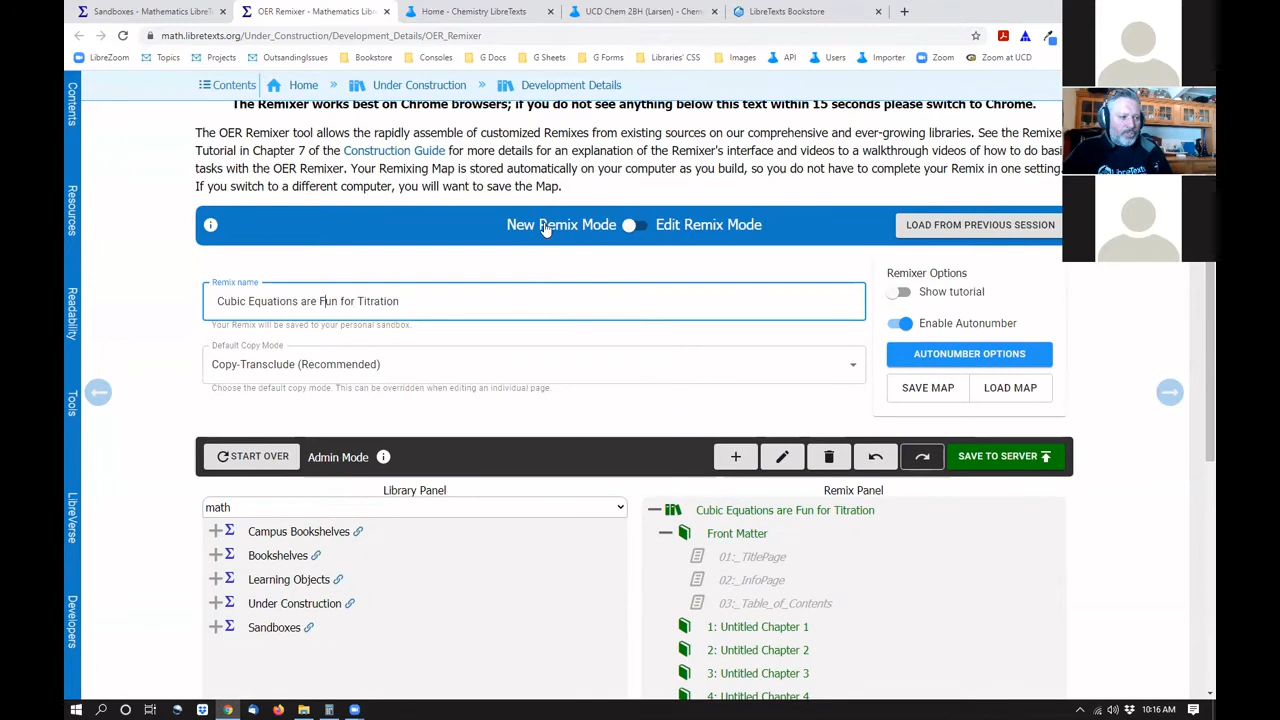 Sandboxes - Mathematics LibreT
OER Remixer - Mathematics Libre
Home - Chemistry LibreTexts
UCD Chem 2BH (Larsen) - Chem
LibreTexts Bookstore
math.libretexts.org/Under_Construction/Development_Details/OER_Remixer
LibreZoom
Topics
Projects
OutsandingIssues
Bookstore
Consoles
G Docs
G Sheets
G Forms
Libraries' CSS
Images
API
Users
Importer
Zoom
Zoom at UCD
Contents
Home » Under Construction » Development Details
The Remixer works best on Chrome browsers; if you do not see anything below this text within 15 seconds please switch to Chrome.
The OER Remixer tool allows the rapidly assemble of customized Remixes from existing sources on our comprehensive and ever-growing libraries. See the Remixe
Tutorial in Chapter 7 of the Construction Guide for more details for an explanation of the Remixer's interface and videos to a walkthrough videos of how to do basi
tasks with the OER Remixer. Your Remixing Map is stored automatically on your computer as you build, so you do not have to complete your Remix in one setting.
If you switch to a different computer, you will want to save the Map.
New Remix Mode
Edit Remix Mode
LOAD FROM PREVIOUS SESSION
Remix name
Cubic Equations are Fun for Titration
Your Remix will be saved to your personal sandbox.
Default Copy Mode
Copy-Transclude (Recommended)
Choose the default copy mode. This can be overridden when editing an individual page.
Remixer Options
Show tutorial
Enable Autonumber
AUTONUMBER OPTIONS
SAVE MAP
LOAD MAP
START OVER
Admin Mode
SAVE TO SERVER
Library Panel
math
Campus Bookshelves
Bookshelves
Learning Objects
Under Construction
Sandboxes
Remix Panel
Cubic Equations are Fun for Titration
Front Matter
01:_TitlePage
02:_InfoPage
03:_Table_of_Contents
1: Untitled Chapter 1
2: Untitled Chapter 2
3: Untitled Chapter 3
4: Untitled Chapter 4
Contents
Resources
Readability
Tools
LibreVerse
Developers
10:16 AM